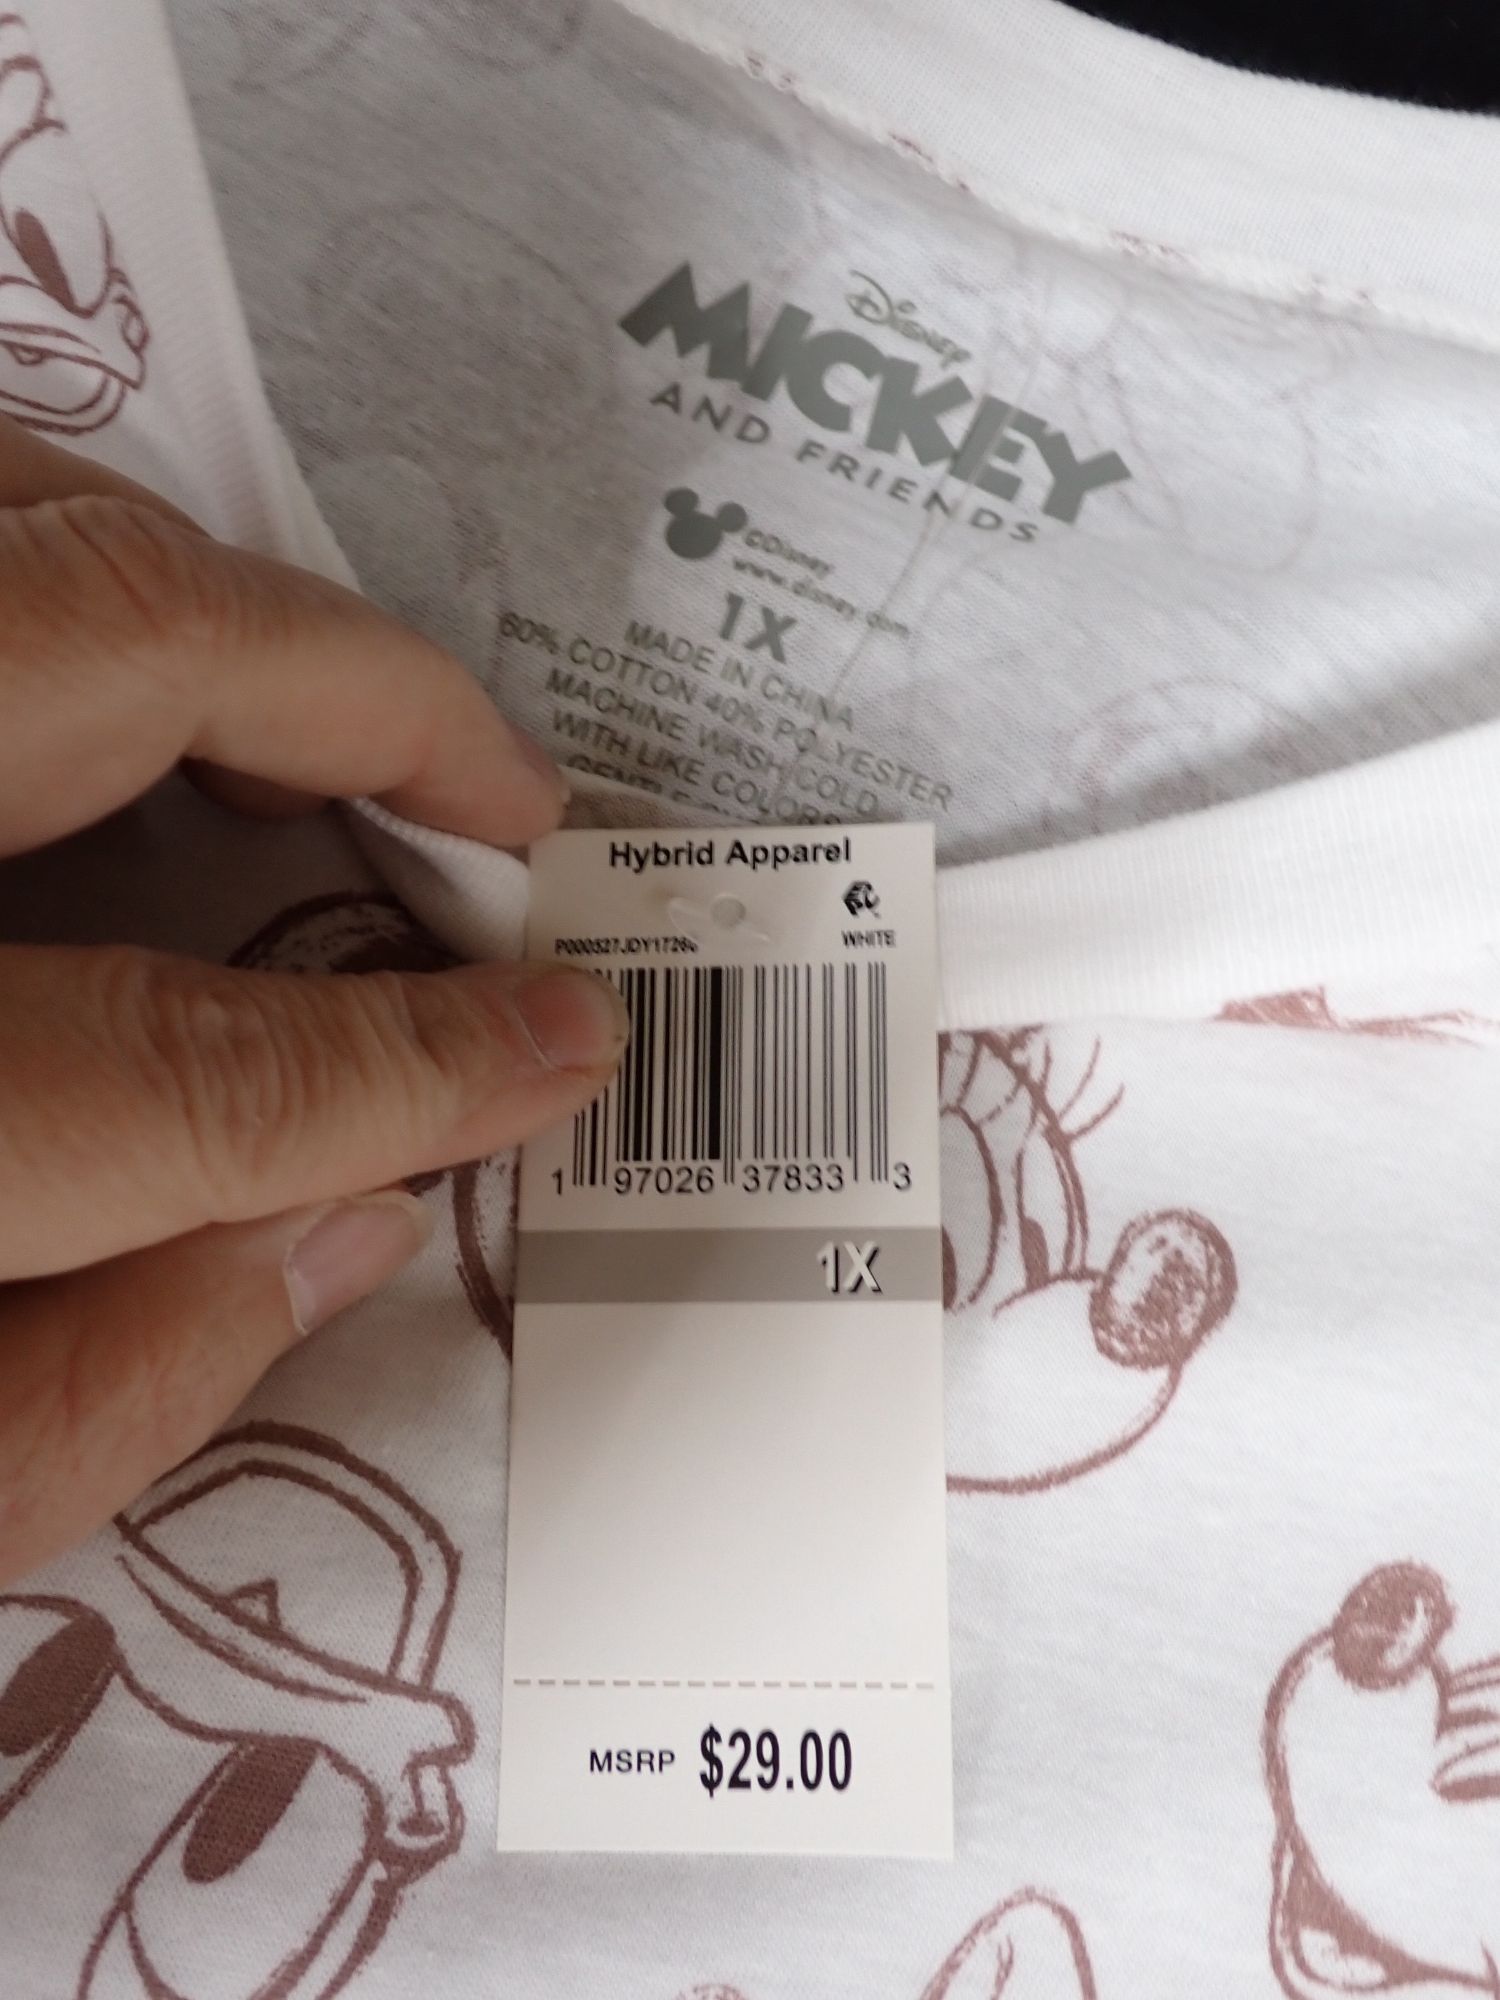 Disney
MICKEY
AND FRIENDS
©Disney
www.disney.com
1X
MADE IN CHINA
60% COTTON 40% POLYESTER
MACHINE WASH COLD
WITH LIKE COLORS
Hybrid Apparel
WHITE
1 97026 37833 3
1X
MSRP $29.00